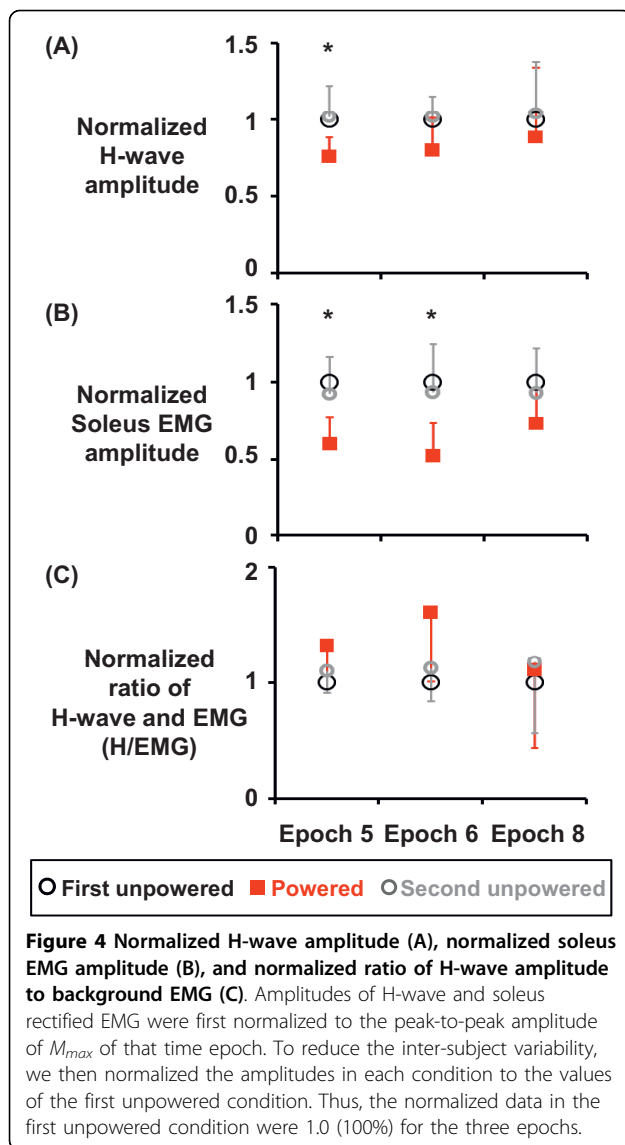 (A)
1.5
*
Normalized
H-wave
amplitude
1
0.5
0
(B)
1.5
* *
Normalized
Soleus EMG
amplitude
1
0.5
0
(C)
2
Normalized
ratio of
H-wave and EMG
(H/EMG)
1
0
Epoch 5 Epoch 6 Epoch 8
First unpowered Powered Second unpowered
Figure 4 Normalized H-wave amplitude (A), normalized soleus
EMG amplitude (B), and normalized ratio of H-wave amplitude
to background EMG (C). Amplitudes of H-wave and soleus
rectified EMG were first normalized to the peak-to-peak amplitude
of Mmax of that time epoch. To reduce the inter-subject variability,
we then normalized the amplitudes in each condition to the values
of the first unpowered condition. Thus, the normalized data in the
first unpowered condition were 1.0 (100%) for the three epochs.